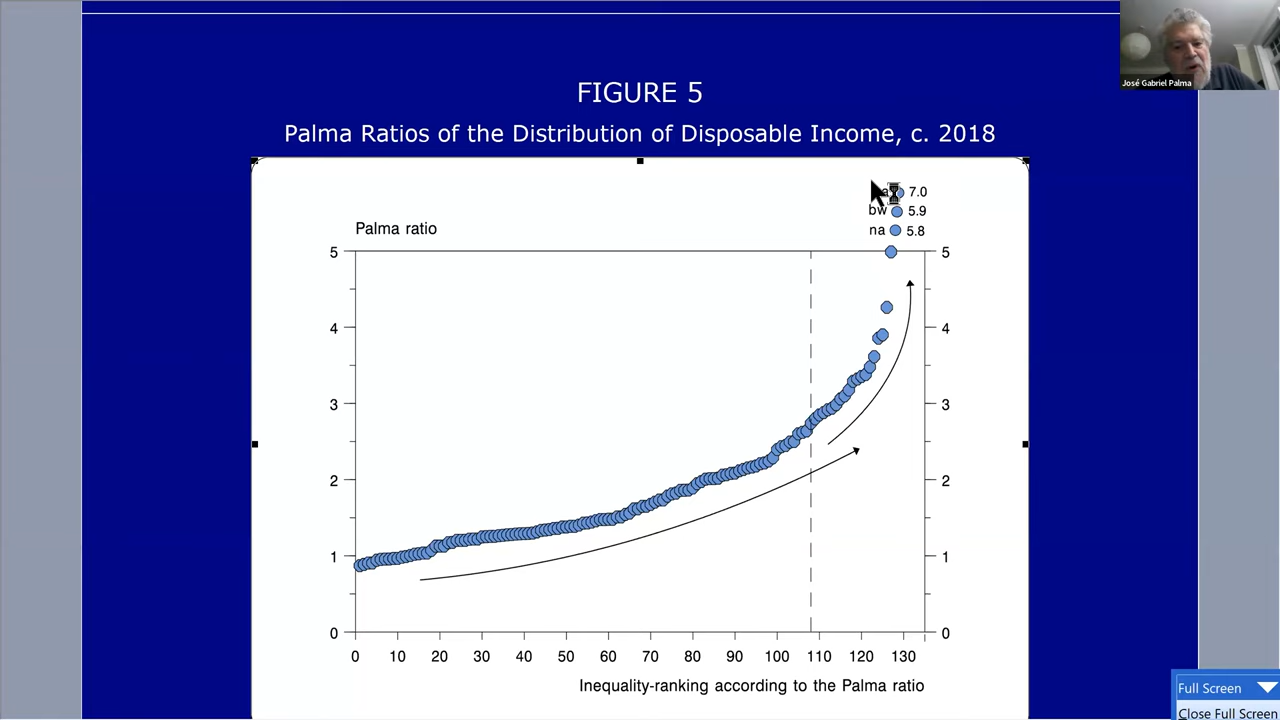 José Gabriel Palma
FIGURE 5
Palma Ratios of the Distribution of Disposable Income, c. 2018
7.0
bw 5.9
na 5.8
Palma ratio
5 5
4 4
3 3
2 2
1 1
0 0
0 10 20 30 40 50 60 70 80 90 100 110 120 130
Inequality-ranking according to the Palma ratio
Full Screen
Close Full Screen